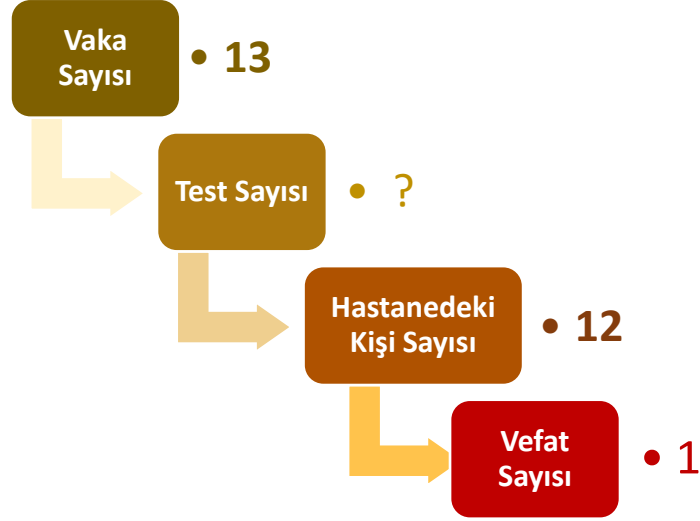 Vaka
Sayısı
• 13
Test Sayısı
• ?
Hastanedeki
Kişi Sayısı
• 12
Vefat
Sayısı
• 1